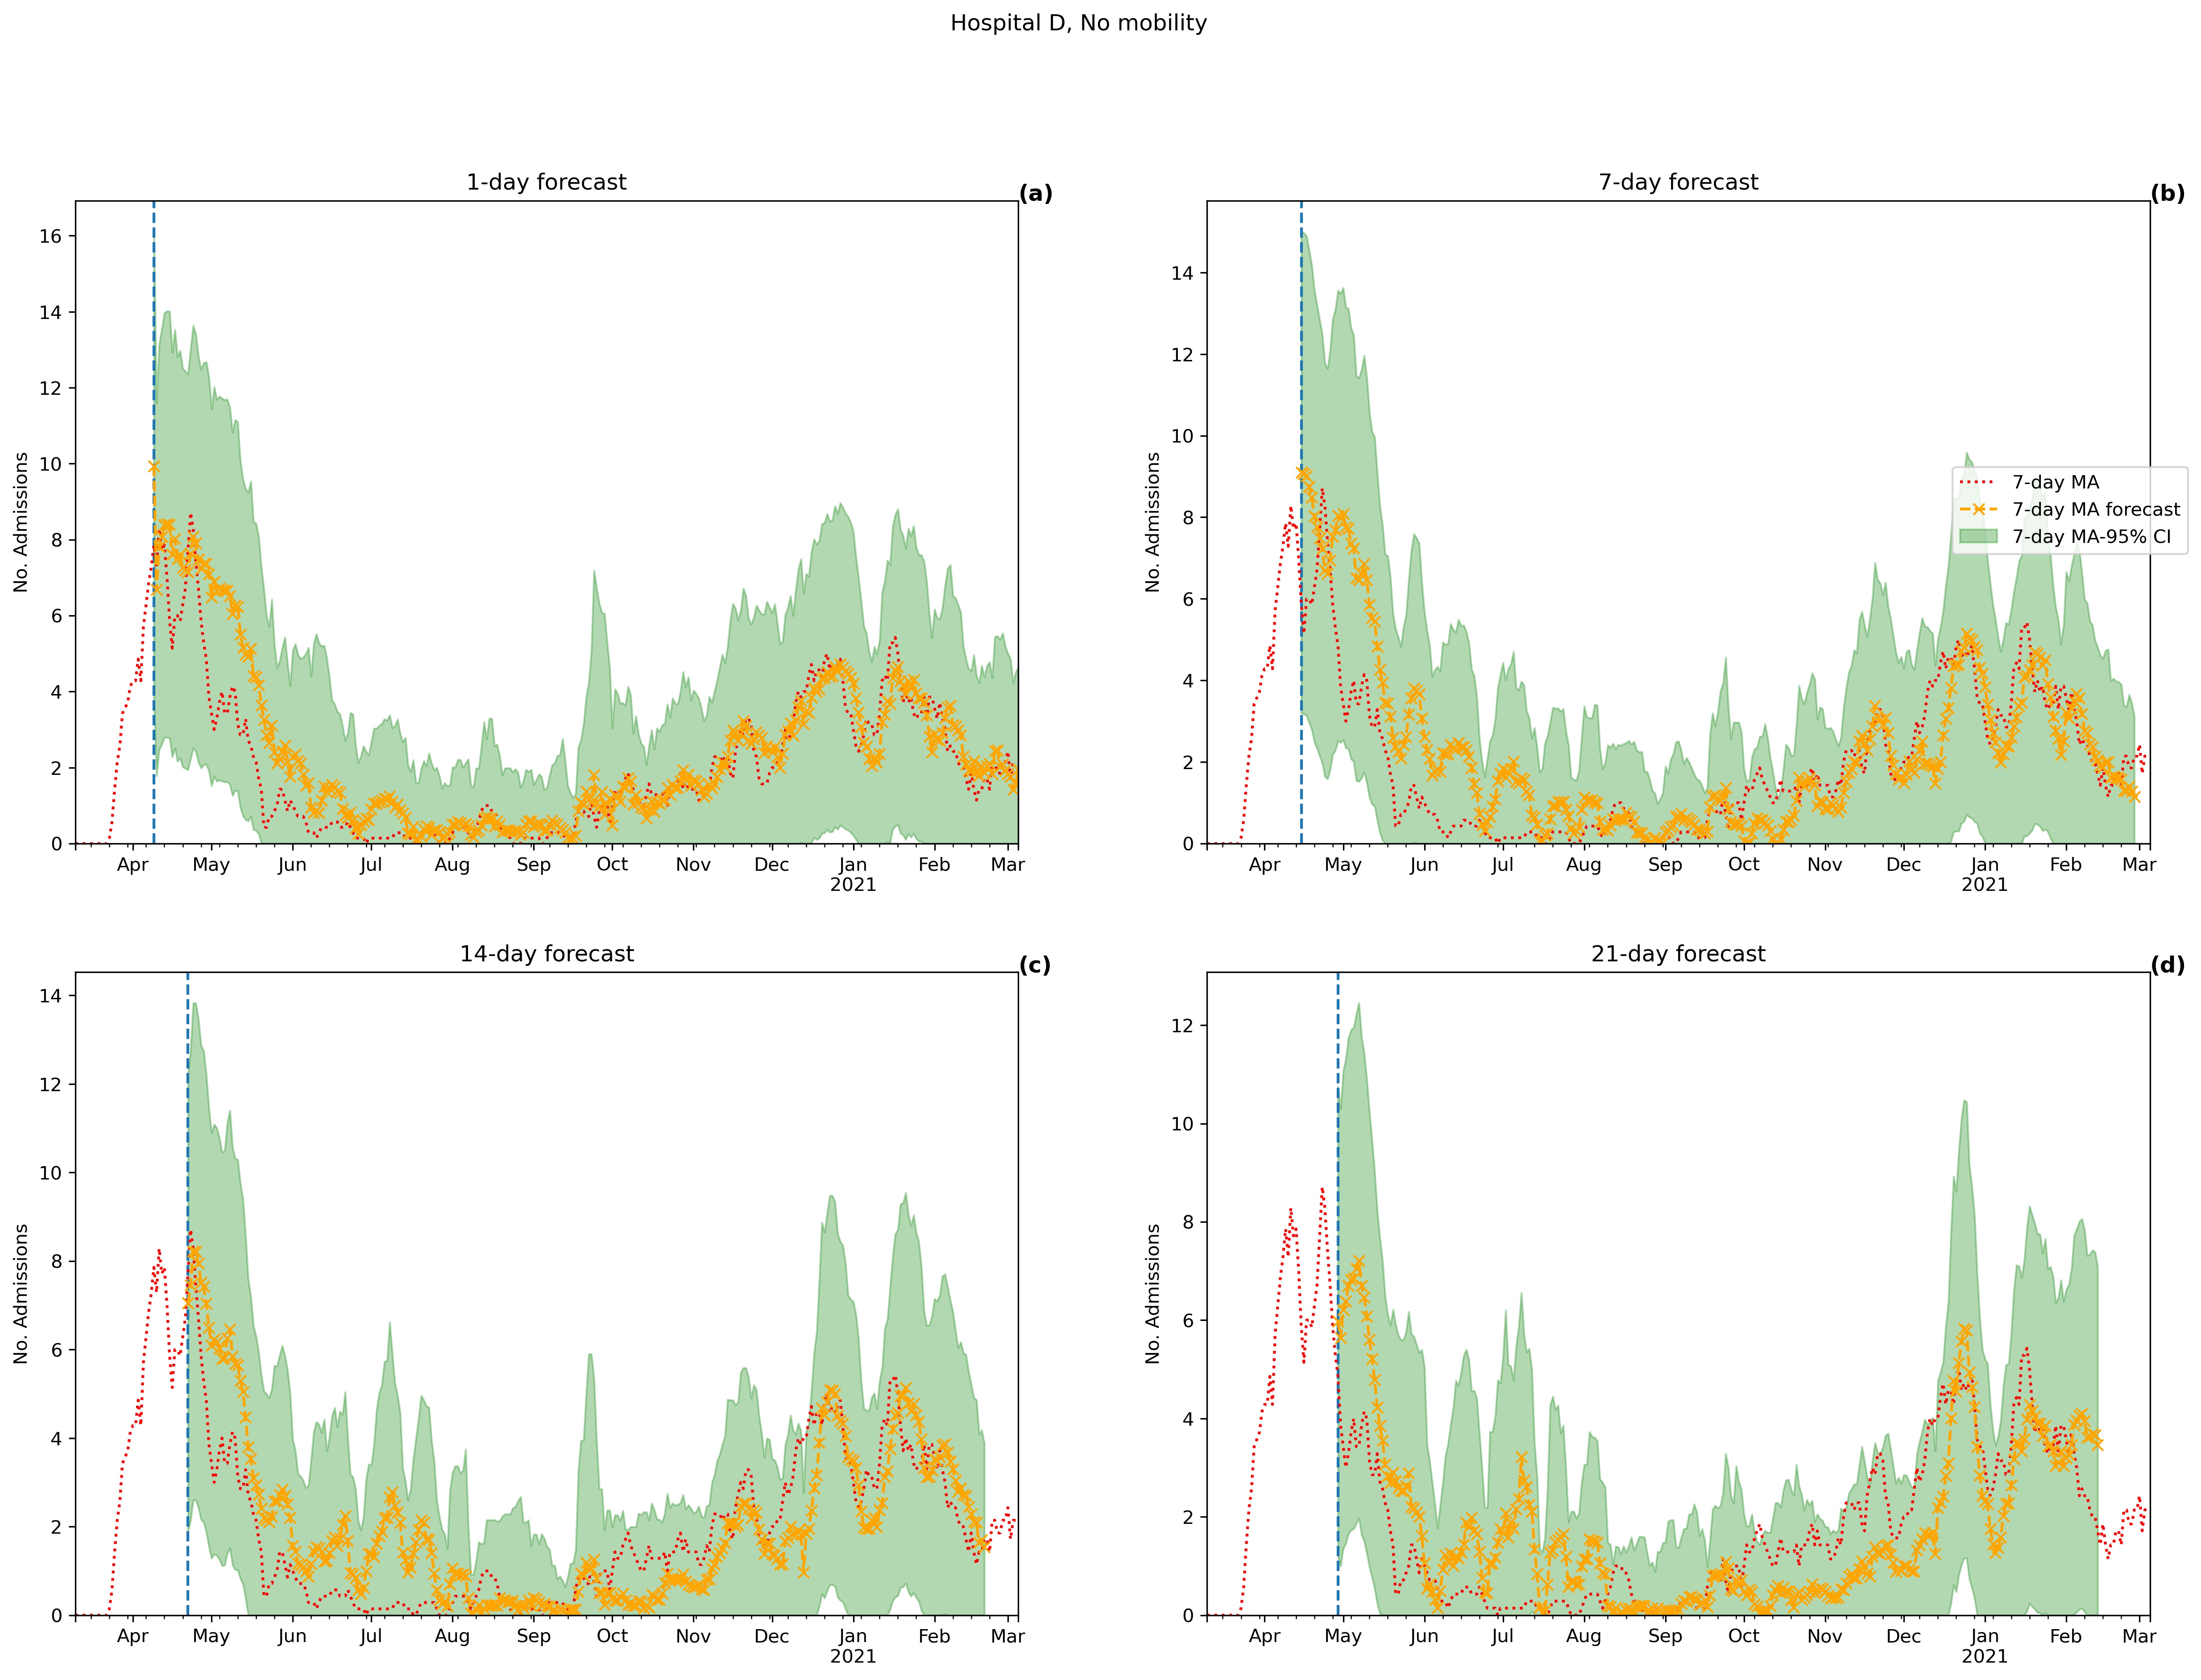 Hospital D, No mobility
1-day forecast
(a)
No. Admissions
16
14
12
10
8
6
4
2
0
Apr May Jun Jul Aug Sep Oct Nov Dec Jan Feb Mar
2021
7-day forecast
(b)
No. Admissions
14
12
10
8
6
4
2
0
7-day MA
7-day MA forecast
7-day MA-95% CI
Apr May Jun Jul Aug Sep Oct Nov Dec Jan Feb Mar
2021
14-day forecast
(c)
No. Admissions
14
12
10
8
6
4
2
0
Apr May Jun Jul Aug Sep Oct Nov Dec Jan Feb Mar
2021
21-day forecast
(d)
No. Admissions
12
10
8
6
4
2
0
Apr May Jun Jul Aug Sep Oct Nov Dec Jan Feb Mar
2021